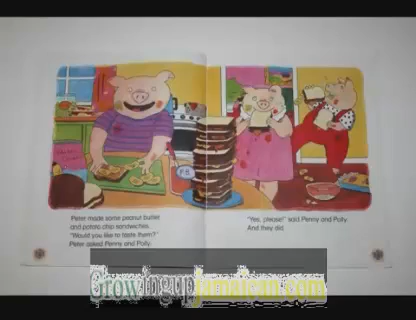 Peter made some peanut butter
and potato chip sandwiches.
"Would you like to taste them?"
Peter asked Penny and Polly.
"Yes, please!" said Penny and Polly.
And they did.
P.B.
Growingupjamaican.com